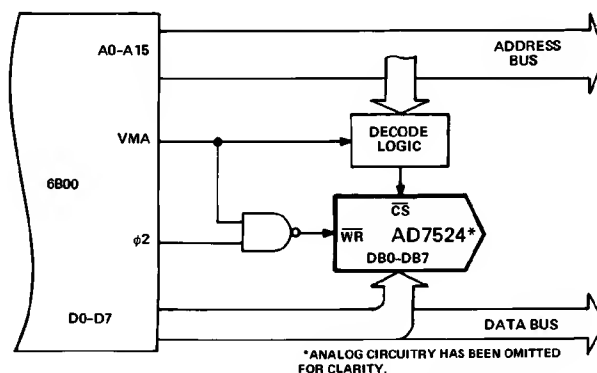 A0–A15
ADDRESS
BUS
VMA
DECODE
LOGIC
6B00
CS
WR
AD7524*
φ2
DB0–DB7
D0–D7
DATA BUS
*ANALOG CIRCUITRY HAS BEEN OMITTED
FOR CLARITY.